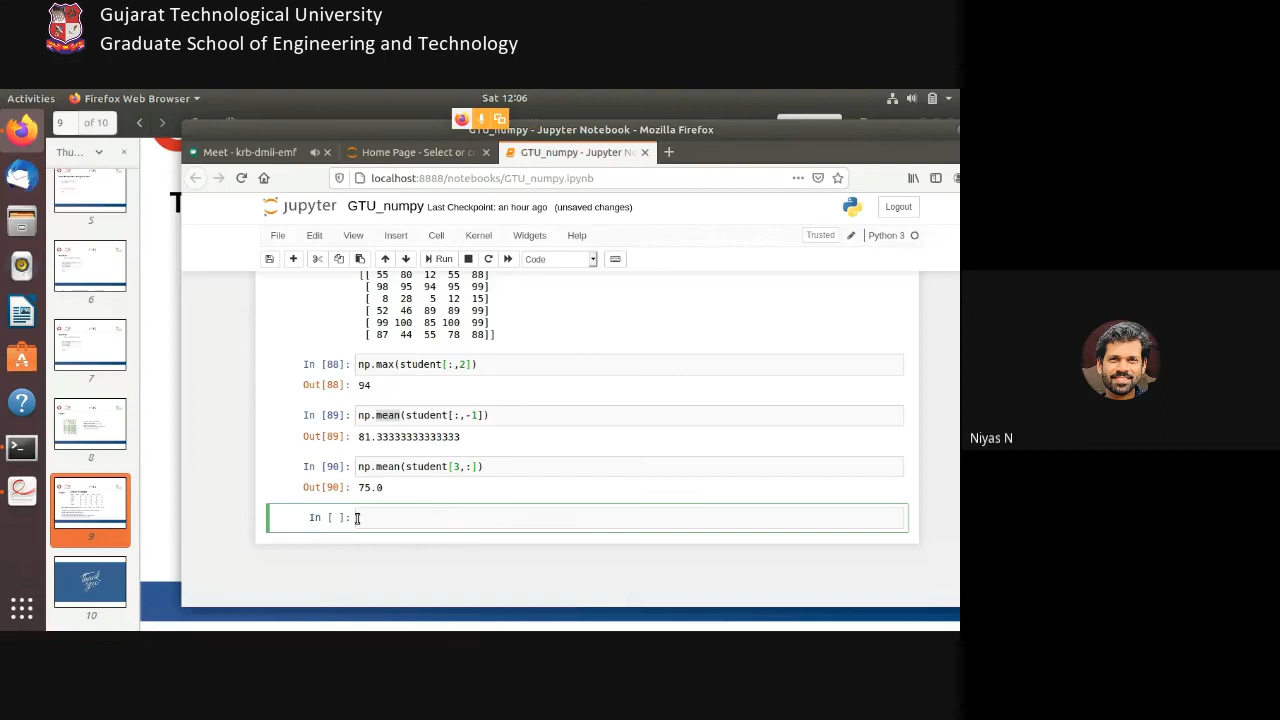 Gujarat Technological University
Graduate School of Engineering and Technology
Activities
Firefox Web Browser
Sat 12:06
9 of 10
GTU_numpy - Jupyter Notebook - Mozilla Firefox
Thu...
Meet - krb-dmii-emf
Home Page - Select or c
GTU_numpy - Jupyter N
localhost:8888/notebooks/GTU_numpy.ipynb
jupyter GTU_numpy Last Checkpoint: an hour ago (unsaved changes)
Logout
File Edit View Insert Cell Kernel Widgets Help
Trusted
Python 3
Run
Code
[[ 55 80 12 55 88]
[ 98 95 94 95 99]
[ 8 28 5 12 15]
[ 52 46 89 89 99]
[ 99 100 85 100 99]
[ 87 44 55 78 88]]
In [88]: np.max(student[:,2])
Out[88]: 94
In [89]: np.mean(student[:,-1])
Out[89]: 81.33333333333333
In [90]: np.mean(student[3,:])
Out[90]: 75.0
In [ ]:
5
6
7
8
9
Thank you
10
Niyas N